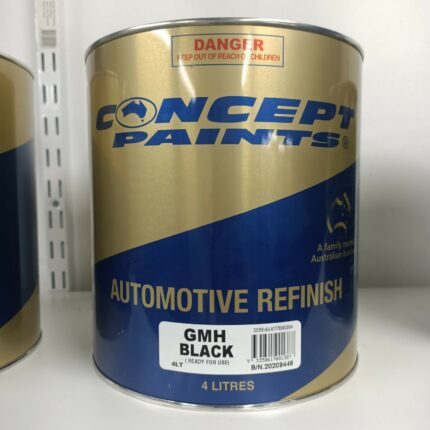 DANGER
KEEP OUT OF REACH OF CHILDREN
CONCEPT
PAINTS®
A family
Australian
AUTOMOTIVE REFINISH
GMH
BLACK
( READY FOR USE)
4LT
B/N.20209446
4 LITRES